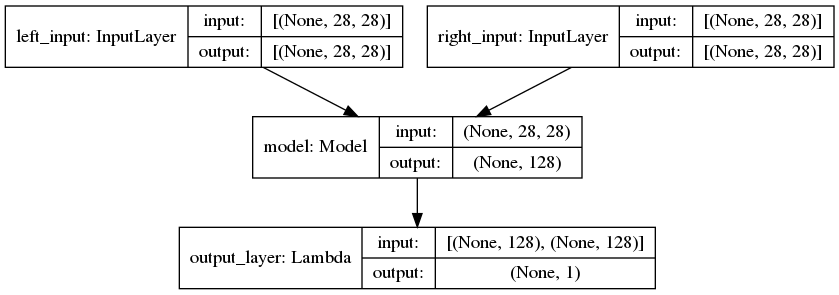 left_input: InputLayer
input:
[(None, 28, 28)]
output:
[(None, 28, 28)]
right_input: InputLayer
input:
[(None, 28, 28)]
output:
[(None, 28, 28)]
model: Model
input:
(None, 28, 28)
output:
(None, 128)
output_layer: Lambda
input:
[(None, 128), (None, 128)]
output:
(None, 1)